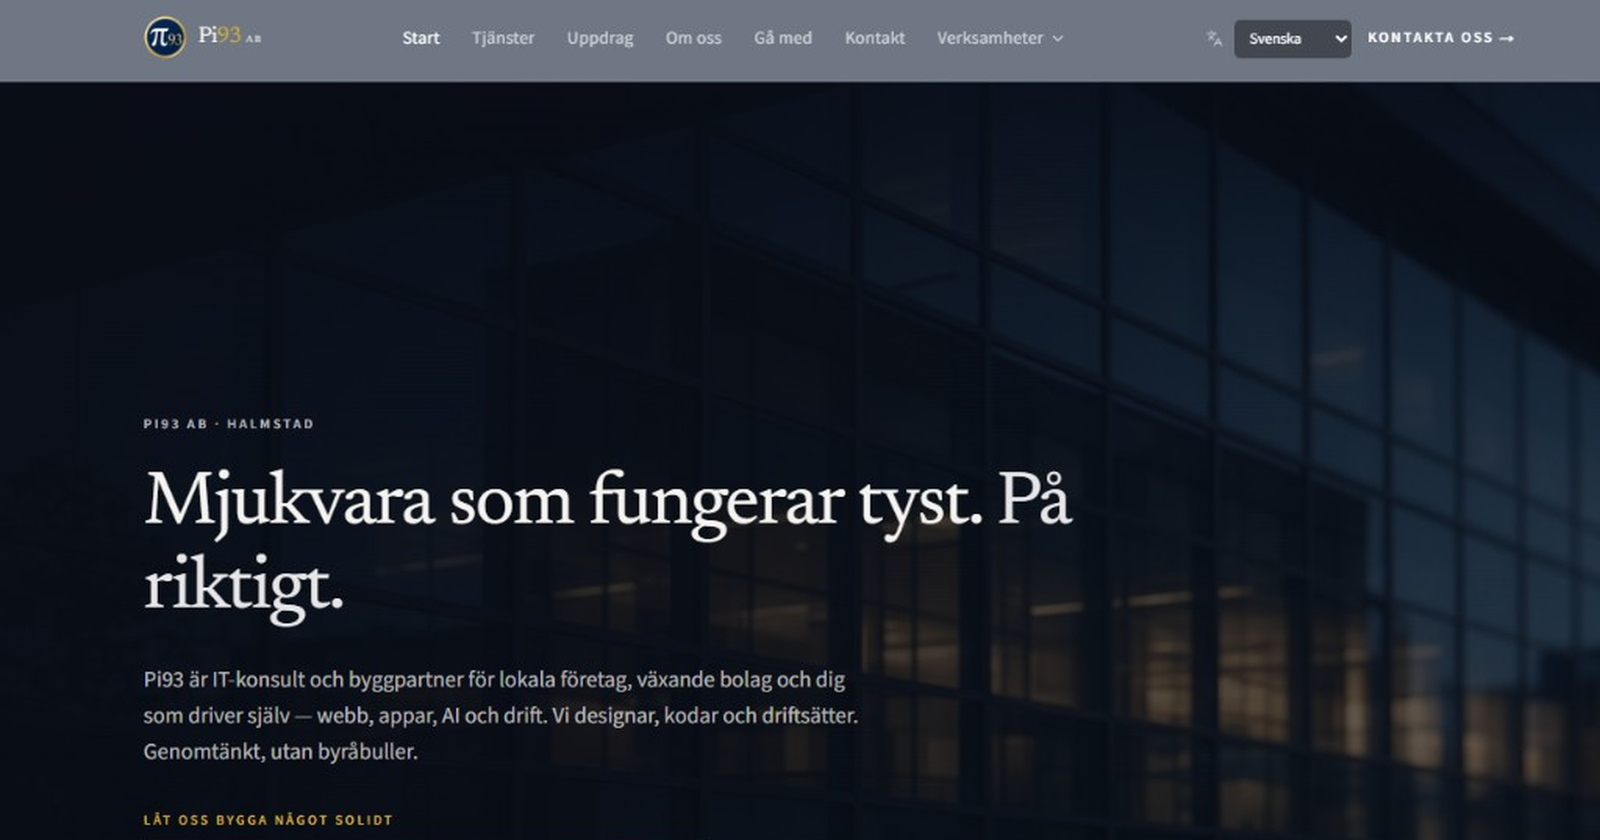 π93 Pi93 AB
Start Tjänster Uppdrag Om oss Gå med Kontakt Verksamheter
Svenska
KONTAKTA OSS →
PI93 AB · HALMSTAD
Mjukvara som fungerar tyst. På
riktigt.
Pi93 är IT-konsult och byggpartner för lokala företag, växande bolag och dig
som driver själv — webb, appar, AI och drift. Vi designar, kodar och driftsätter.
Genomtänkt, utan byråbuller.
LÅT OSS BYGGA NÅGOT SOLIDT